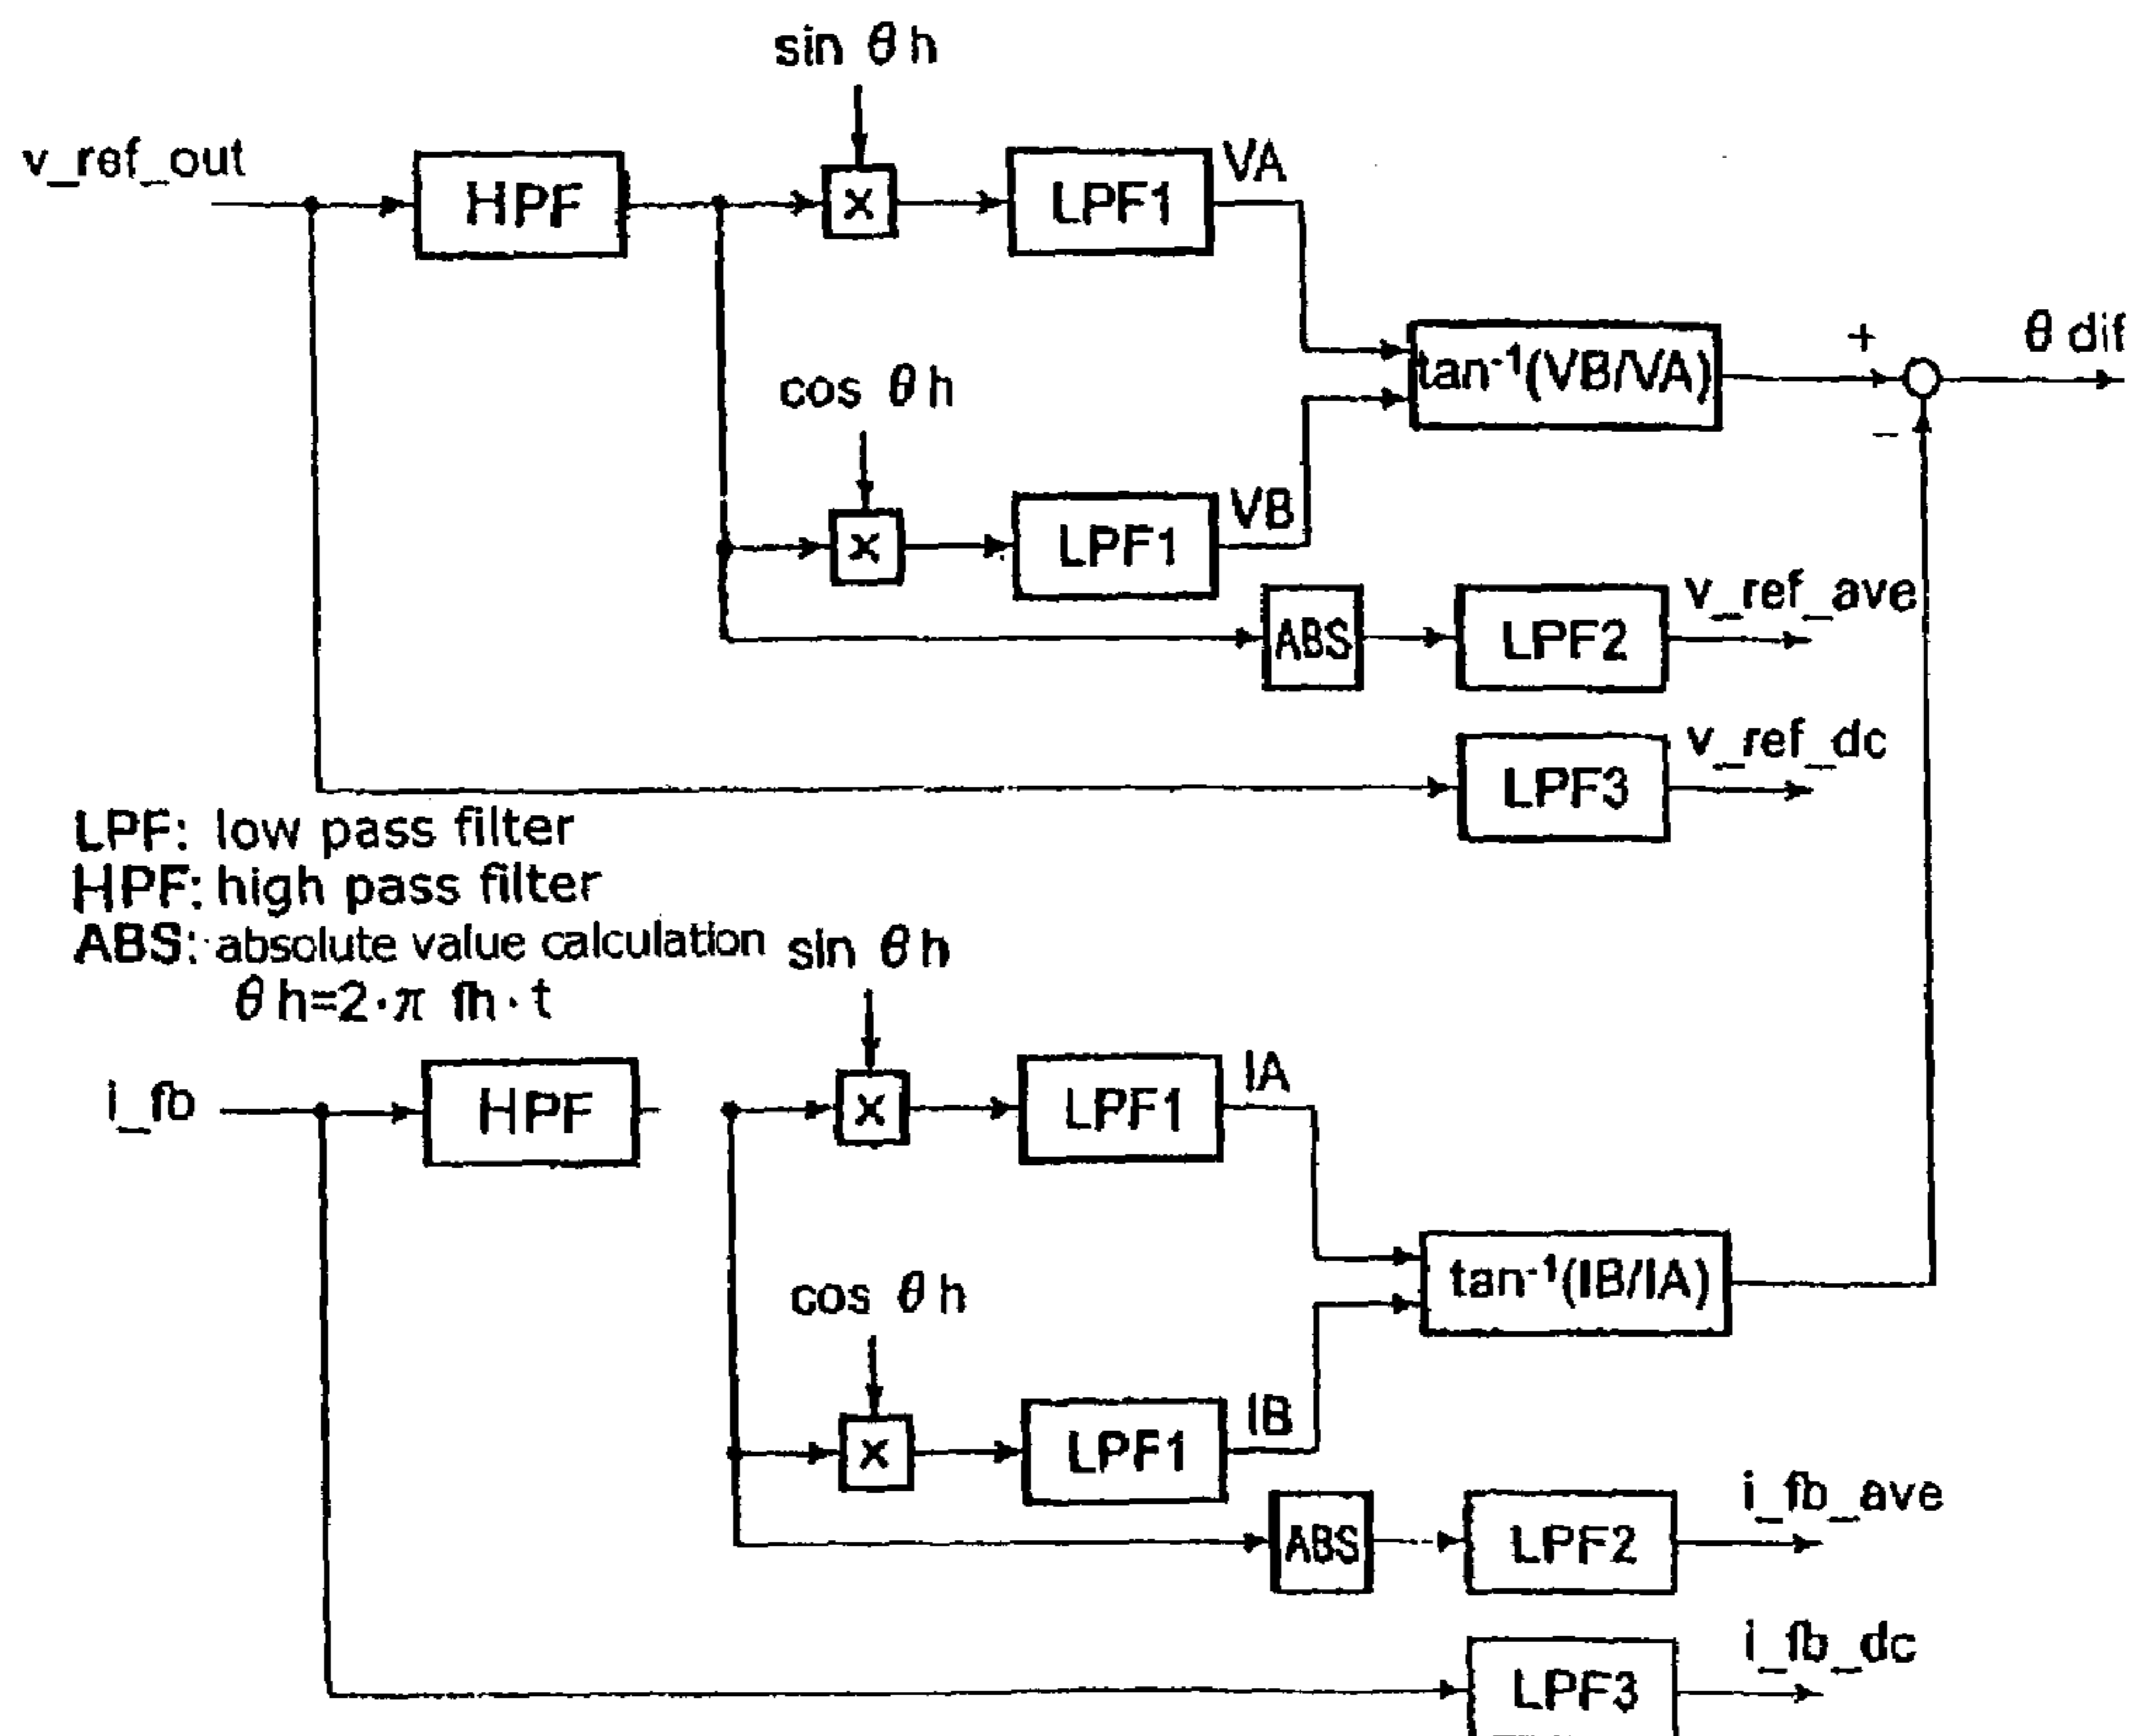 sin θh
v_ref_out
HPF
x
LPF1
VA
cos θh
tan-1(VB/VA)
+
θ dif
−
x
LPF1
VB
ABS
LPF2
v_ref_ave
LPF3
v_ref_dc
LPF: low pass filter
HPF: high pass filter
ABS: absolute value calculation
θh=2·π fh·t
sin θh
i_fb
HPF
x
LPF1
IA
cos θh
tan-1(IB/IA)
x
LPF1
IB
ABS
LPF2
i_fb_ave
LPF3
i_fb_dc